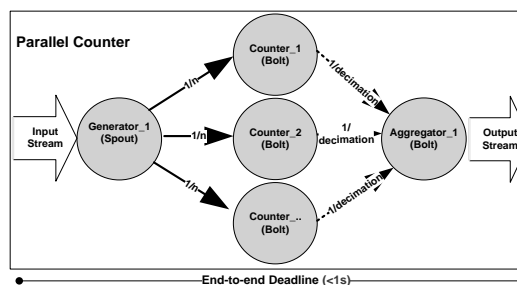 Parallel Counter
Counter_1
(Bolt)
1/n
1/decimation
Input
Stream
Generator_1
(Spout)
1/n
Counter_2
(Bolt)
1/
decimation
Aggregator_1
(Bolt)
Output
Stream
1/n
1/decimation
Counter_..
(Bolt)
End-to-end Deadline (<1s)